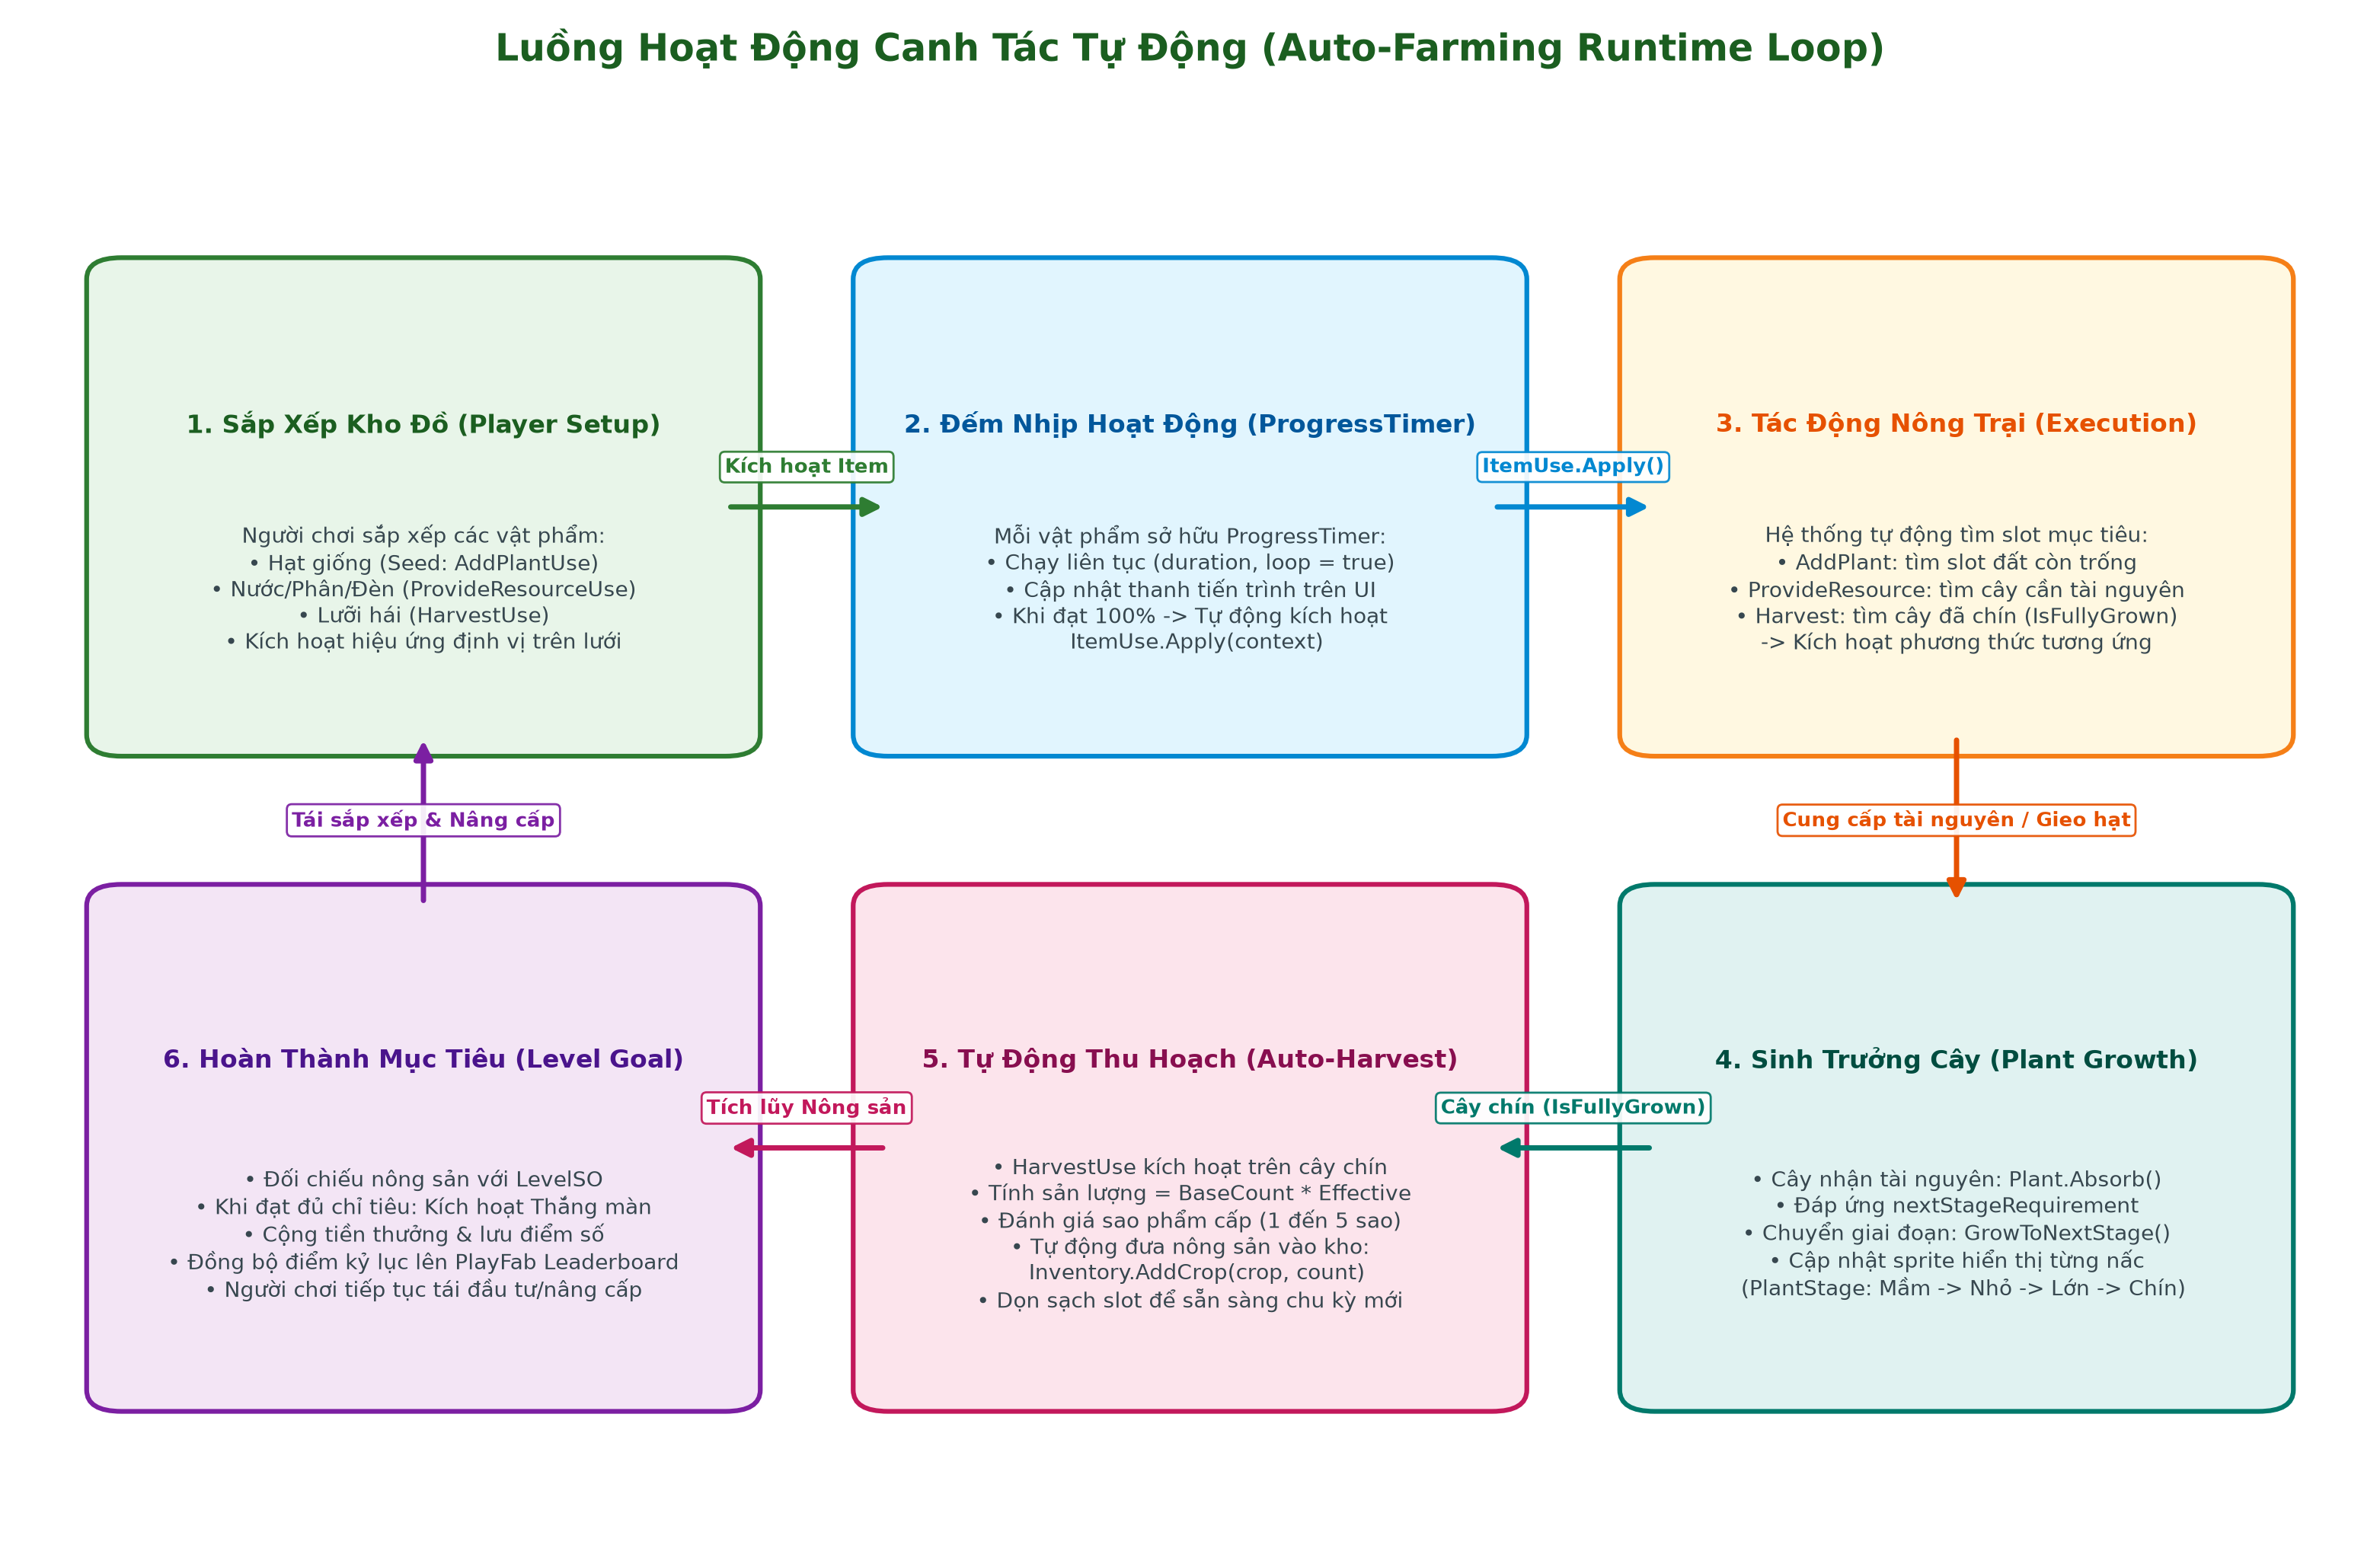 Luồng Hoạt Động Canh Tác Tự Động (Auto-Farming Runtime Loop)
1. Sắp Xếp Kho Đồ (Player Setup)
Người chơi sắp xếp các vật phẩm:
• Hạt giống (Seed: AddPlantUse)
• Nước/Phân/Đèn (ProvideResourceUse)
• Lưỡi hái (HarvestUse)
• Kích hoạt hiệu ứng định vị trên lưới
Kích hoạt Item
2. Đếm Nhịp Hoạt Động (ProgressTimer)
Mỗi vật phẩm sở hữu ProgressTimer:
• Chạy liên tục (duration, loop = true)
• Cập nhật thanh tiến trình trên UI
• Khi đạt 100% -> Tự động kích hoạt
ItemUse.Apply(context)
ItemUse.Apply()
3. Tác Động Nông Trại (Execution)
Hệ thống tự động tìm slot mục tiêu:
• AddPlant: tìm slot đất còn trống
• ProvideResource: tìm cây cần tài nguyên
• Harvest: tìm cây đã chín (IsFullyGrown)
-> Kích hoạt phương thức tương ứng
Cung cấp tài nguyên / Gieo hạt
4. Sinh Trưởng Cây (Plant Growth)
• Cây nhận tài nguyên: Plant.Absorb()
• Đáp ứng nextStageRequirement
• Chuyển giai đoạn: GrowToNextStage()
• Cập nhật sprite hiển thị từng nấc
(PlantStage: Mầm -> Nhỏ -> Lớn -> Chín)
Cây chín (IsFullyGrown)
5. Tự Động Thu Hoạch (Auto-Harvest)
• HarvestUse kích hoạt trên cây chín
• Tính sản lượng = BaseCount * Effective
• Đánh giá sao phẩm cấp (1 đến 5 sao)
• Tự động đưa nông sản vào kho:
Inventory.AddCrop(crop, count)
• Dọn sạch slot để sẵn sàng chu kỳ mới
Tích lũy Nông sản
6. Hoàn Thành Mục Tiêu (Level Goal)
• Đối chiếu nông sản với LevelSO
• Khi đạt đủ chỉ tiêu: Kích hoạt Thắng màn
• Cộng tiền thưởng & lưu điểm số
• Đồng bộ điểm kỷ lục lên PlayFab Leaderboard
• Người chơi tiếp tục tái đầu tư/nâng cấp
Tái sắp xếp & Nâng cấp